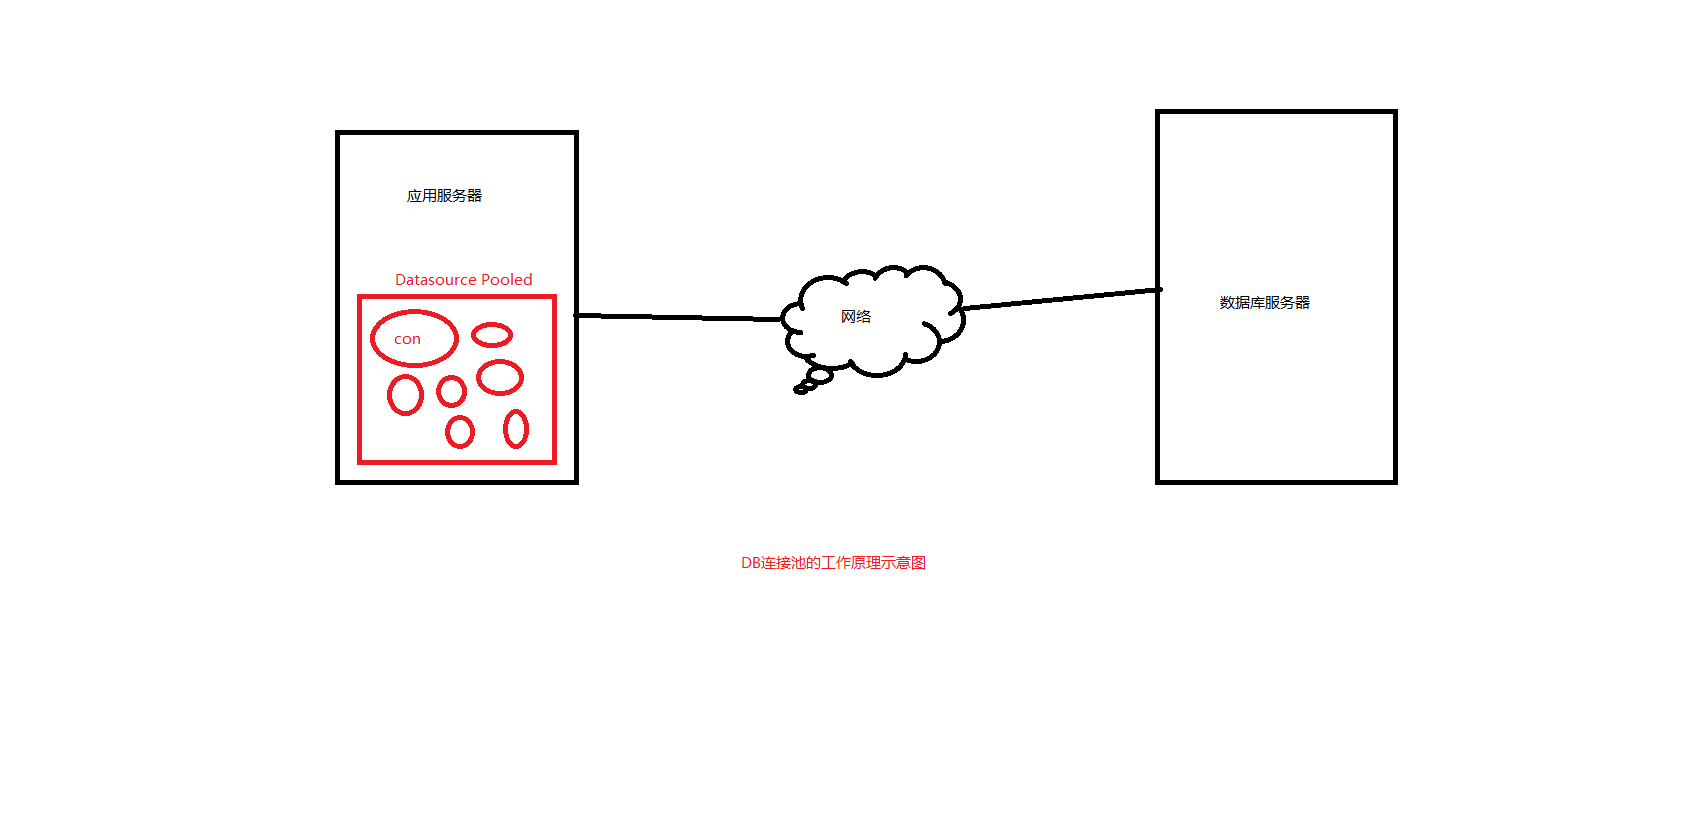 应用服务器
Datasource Pooled
con
网络
数据库服务器
DB连接池的工作原理示意图